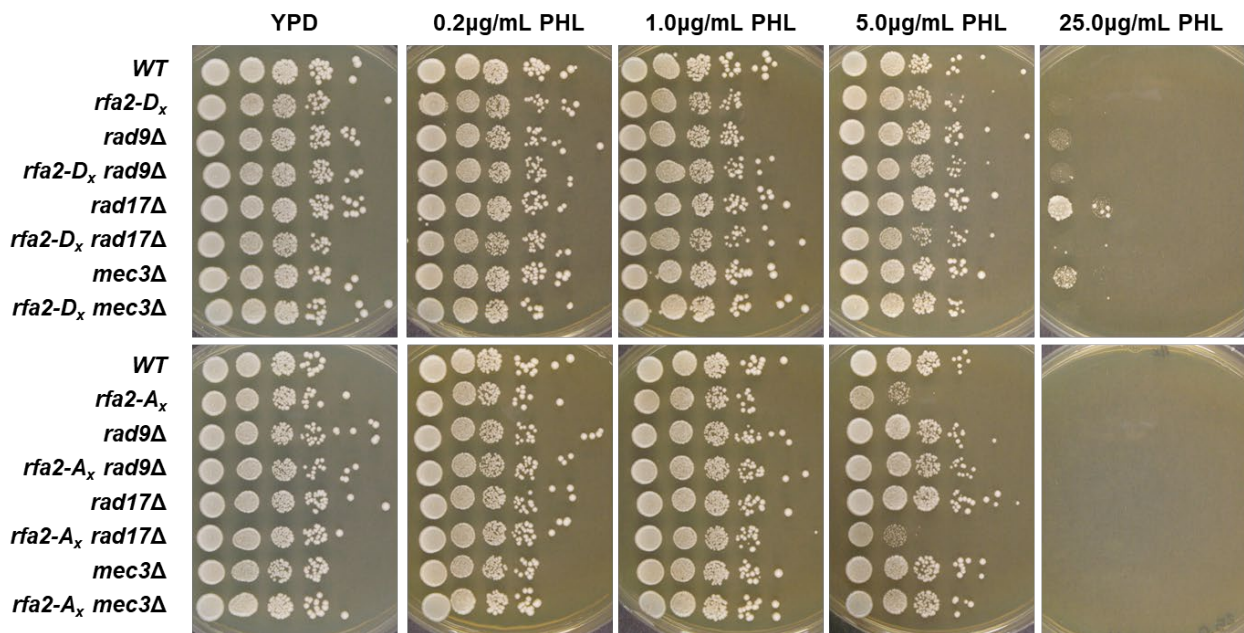 YPD 0.2µg/mL PHL 1.0µg/mL PHL 5.0µg/mL PHL 25.0µg/mL PHL
WT
rfa2-Dₓ
rad9Δ
rfa2-Dₓ rad9Δ
rad17Δ
rfa2-Dₓ rad17Δ
mec3Δ
rfa2-Dₓ mec3Δ
WT
rfa2-Aₓ
rad9Δ
rfa2-Aₓ rad9Δ
rad17Δ
rfa2-Aₓ rad17Δ
mec3Δ
rfa2-Aₓ mec3Δ